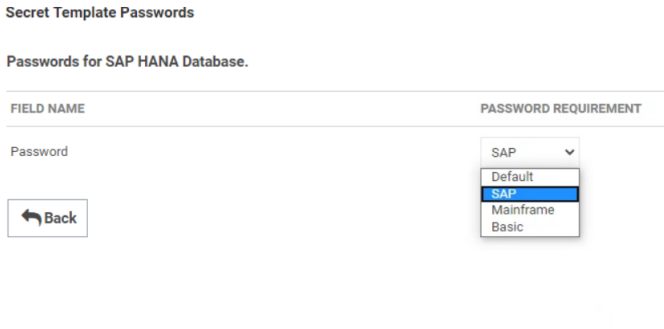 Secret Template Passwords
Passwords for SAP HANA Database.
FIELD NAME PASSWORD REQUIREMENT
Password SAP
Default
SAP
Mainframe
Basic
Back